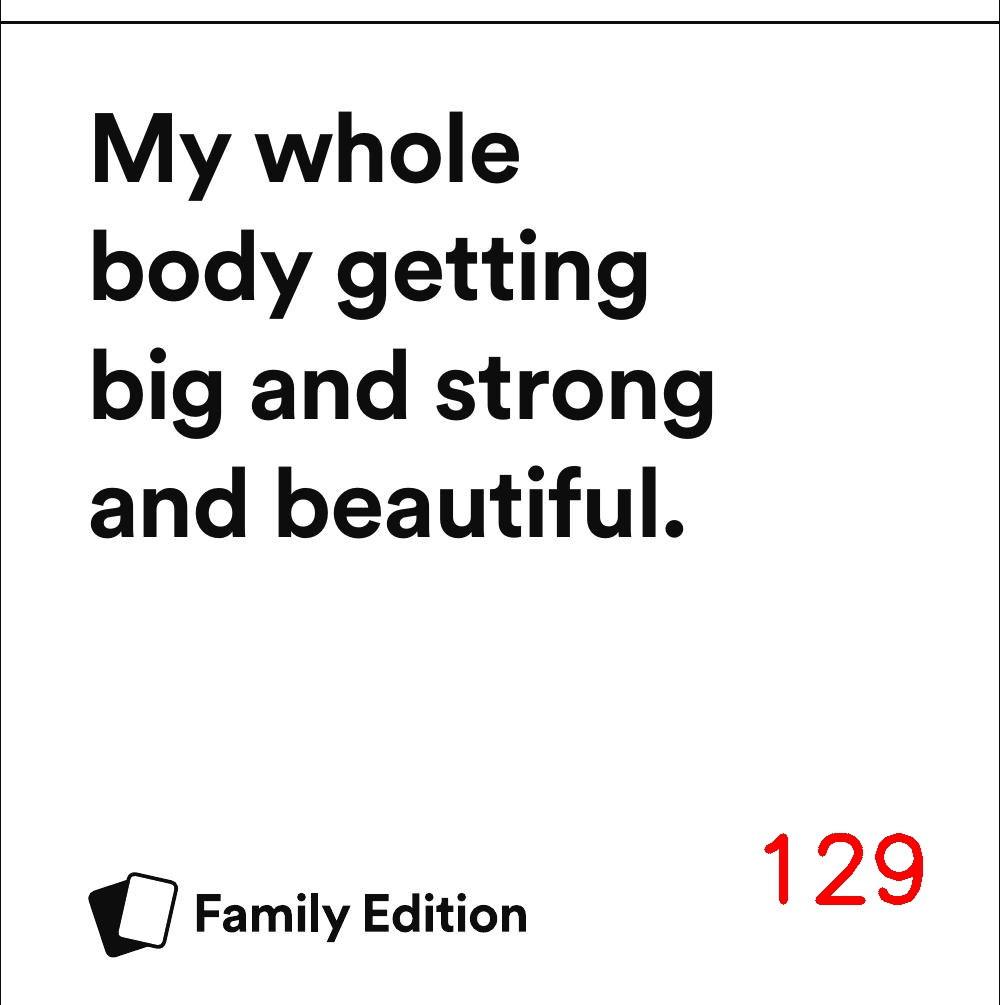 My whole
body getting
big and strong
and beautiful.
129
Family Edition